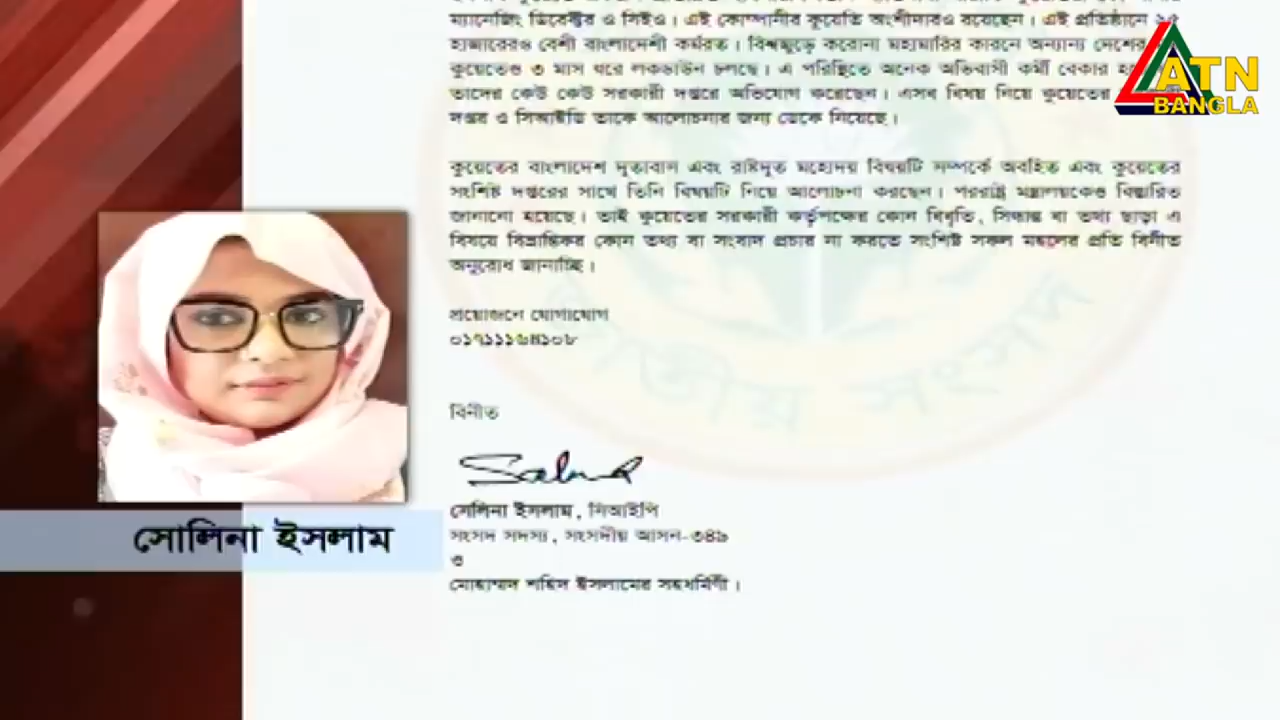 ম্যানেজিং ডিরেক্টর ও সিইও। এই কোম্পানীর কুয়েতি অংশীদারও রয়েছেন। এই প্রতিষ্ঠানে ২৫
হাজারেরও বেশী বাংলাদেশী কর্মরত। বিশ্বজুড়ে করোনা মহামারির কারনে অন্যান্য দেশের
কুয়েতেও ৩ মাস ধরে লকডাউন চলছে। এ পরিস্থিতে অনেক অভিবাসী কর্মী বেকার
তাদের কেউ কেউ সরকারী দপ্তরে অভিযোগ করেছেন। এসব বিষয় নিয়ে কুয়েতের
দপ্তর ও সিআইডি তাকে আলোচনার জন্য ডেকে নিয়েছে।
কুয়েতের বাংলাদেশ দূতাবাস এবং রাষ্টদূত মহোদয় বিষয়টি সম্পর্কে অবহিত এবং কুয়েতের
সংশিষ্ট দপ্তরের সাথে তিনি বিষয়টি নিয়ে আলোচনা করছেন। পররাষ্ট্র মন্ত্রালয়কেও বিস্তারিত
জানানো হয়েছে। তাই কুয়েতের সরকারী কর্তৃপক্ষের কোন বিবৃতি, সিদ্ধান্ত বা তথ্য ছাড়া এ
বিষয়ে বিভ্রান্তিকর কোন তথ্য বা সংবাদ প্রচার না করতে সংশিষ্ট সকল মহলের প্রতি বিনীত
অনুরোধ জানাচ্ছি।
প্রয়োজনে যোগাযোগ
০১৭১১১৬৪১০৮
বিনীত
সেলিনা ইসলাম, সিআইপি
সংসদ সদস্য, সংসদীয় আসন-৩৪৯
ও
মোহাম্মদ শহিদ ইসলামের সহধর্মিণী।
সোলিনা ইসলাম
ATN
BANGLA
জাতীয় সংসদ